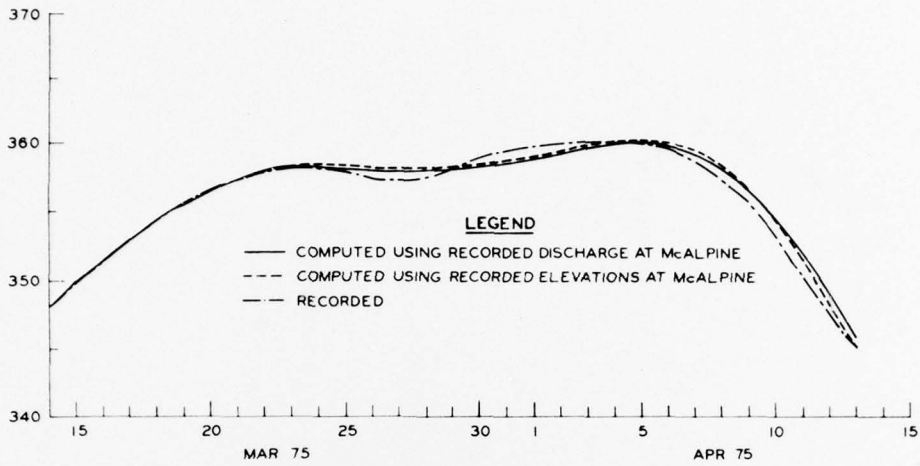 370
360
350
340
LEGEND
COMPUTED USING RECORDED DISCHARGE AT McALPINE
COMPUTED USING RECORDED ELEVATIONS AT McALPINE
RECORDED
15 20 25 30 1 5 10 15
MAR 75 APR 75